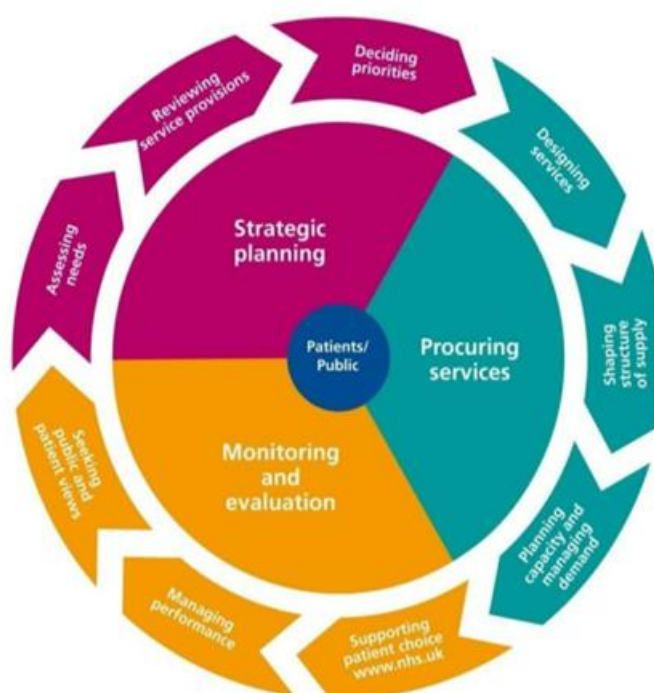 Deciding
priorities
Designing
services
Shaping
structure
of supply
Planning
capacity and
managing
demand
Supporting
patient choice
www.nhs.uk
Managing
performance
Seeking
public and
patient views
Assessing
needs
Reviewing
service provisions
Strategic
planning
Procuring
services
Monitoring
and
evaluation
Patients/
Public